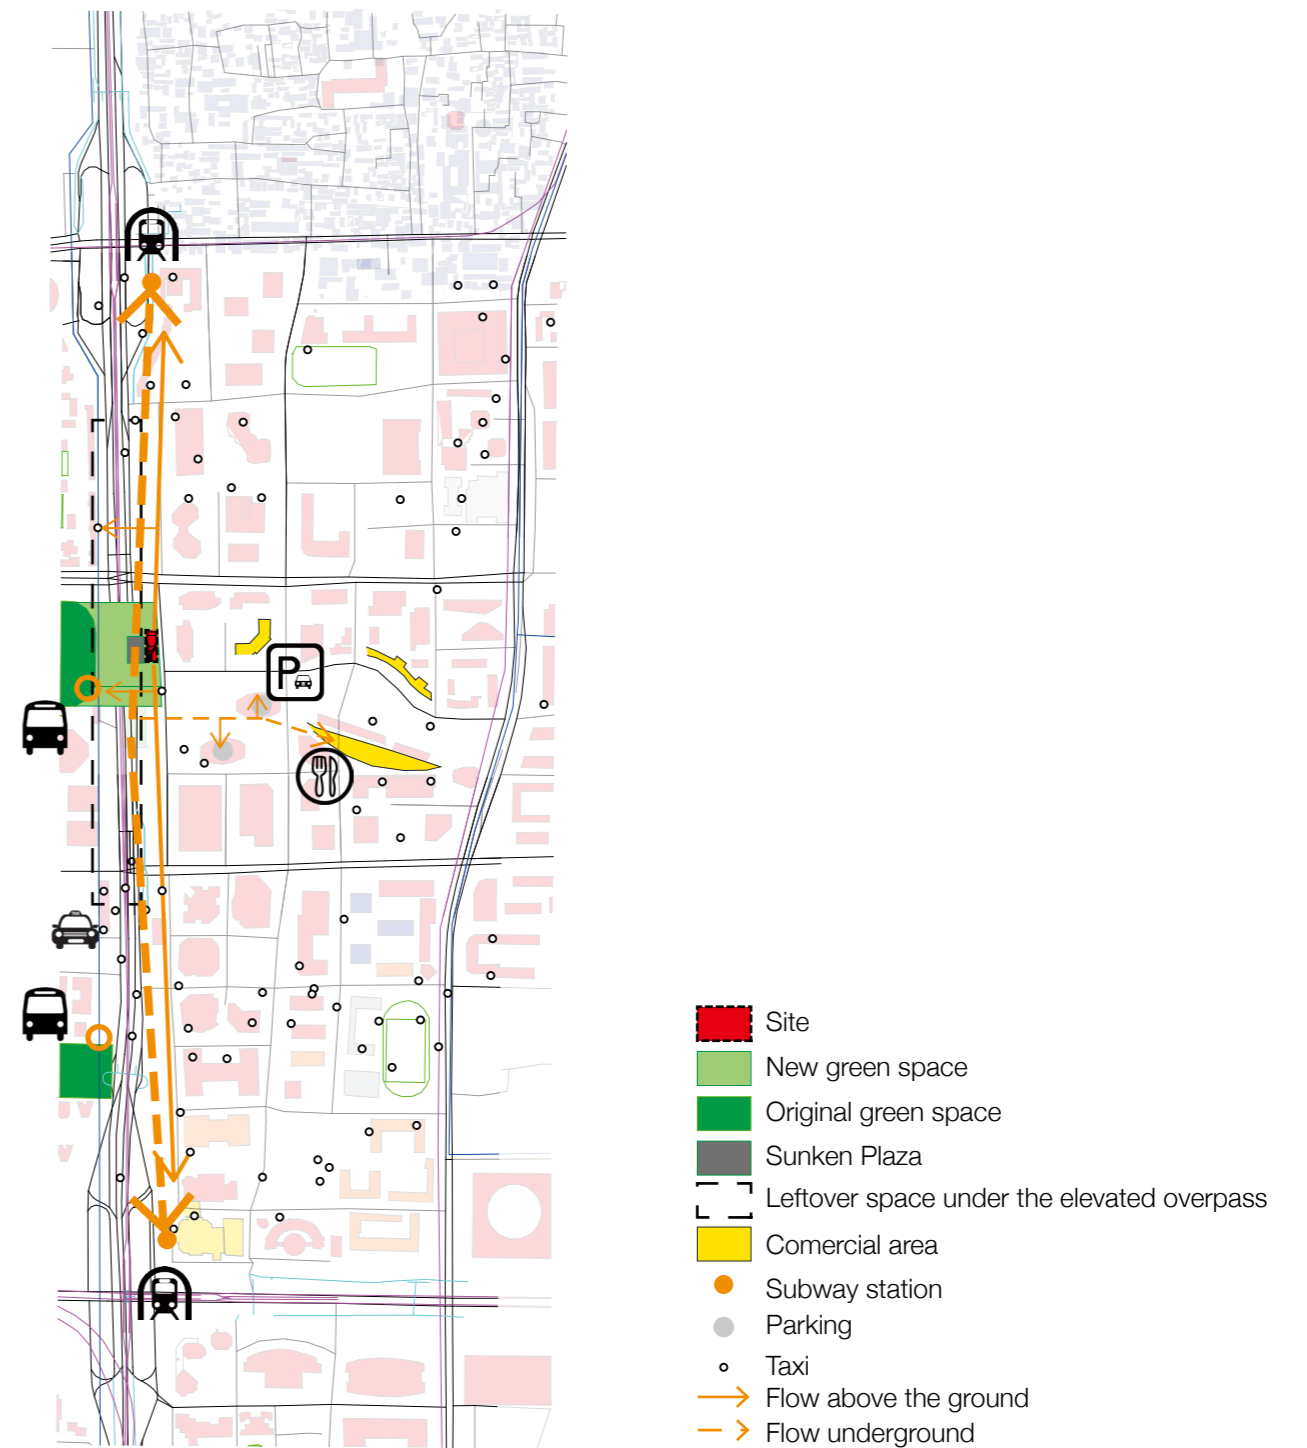 P
Site
New green space
Original green space
Sunken Plaza
Leftover space under the elevated overpass
Comercial area
Subway station
Parking
Taxi
Flow above the ground
Flow underground